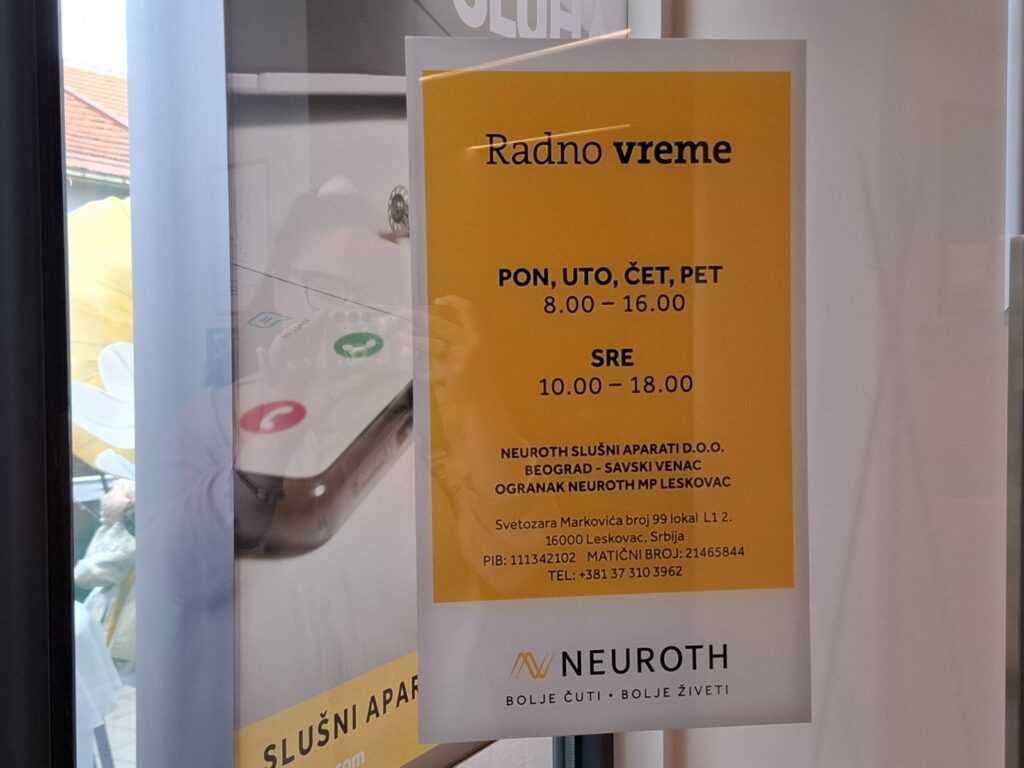 SLUHA
Radno vreme
PON, UTO, ČET, PET
8.00 – 16.00
SRE
10.00 – 18.00
NEUROTH SLUŠNI APARATI D.O.O.
BEOGRAD - SAVSKI VENAC
OGRANAK NEUROTH MP LESKOVAC
Svetozara Markovića broj 99 lokal L1 2.
16000 Leskovac, Srbija
PIB: 111342102 MATIČNI BROJ: 21465844
TEL: +381 37 310 3962
NEUROTH
BOLJE ČUTI • BOLJE ŽIVETI
SLUŠNI APAR
.com